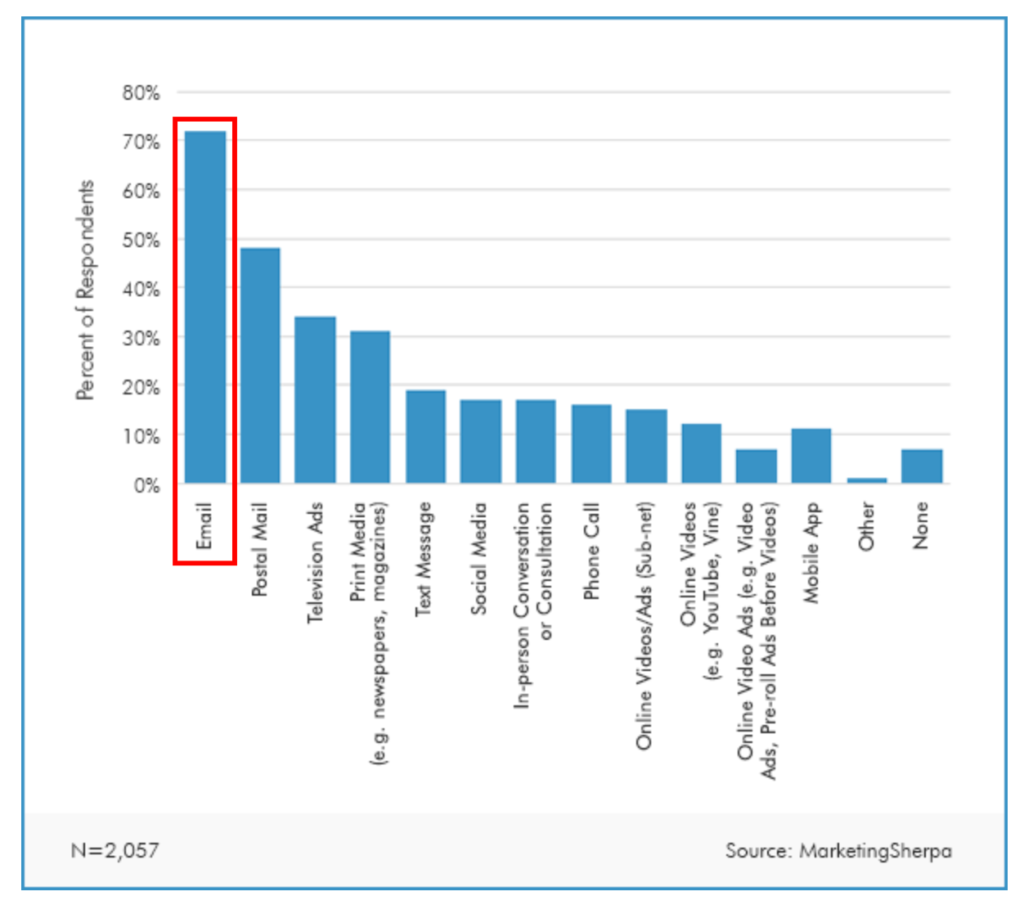 80%
70%
60%
50%
40%
30%
20%
10%
0%
Percent of Respondents
Email
Postal Mail
Television Ads
Print Media
(e.g. newspapers, magazines)
Text Message
Social Media
In-person Conversation
or Consultation
Phone Call
Online Videos/Ads (Sub-net)
Online Videos
(e.g. YouTube, Vine)
Online Video Ads (e.g. Video
Ads, Pre-roll Ads Before Videos)
Mobile App
Other
None
N=2,057
Source: MarketingSherpa